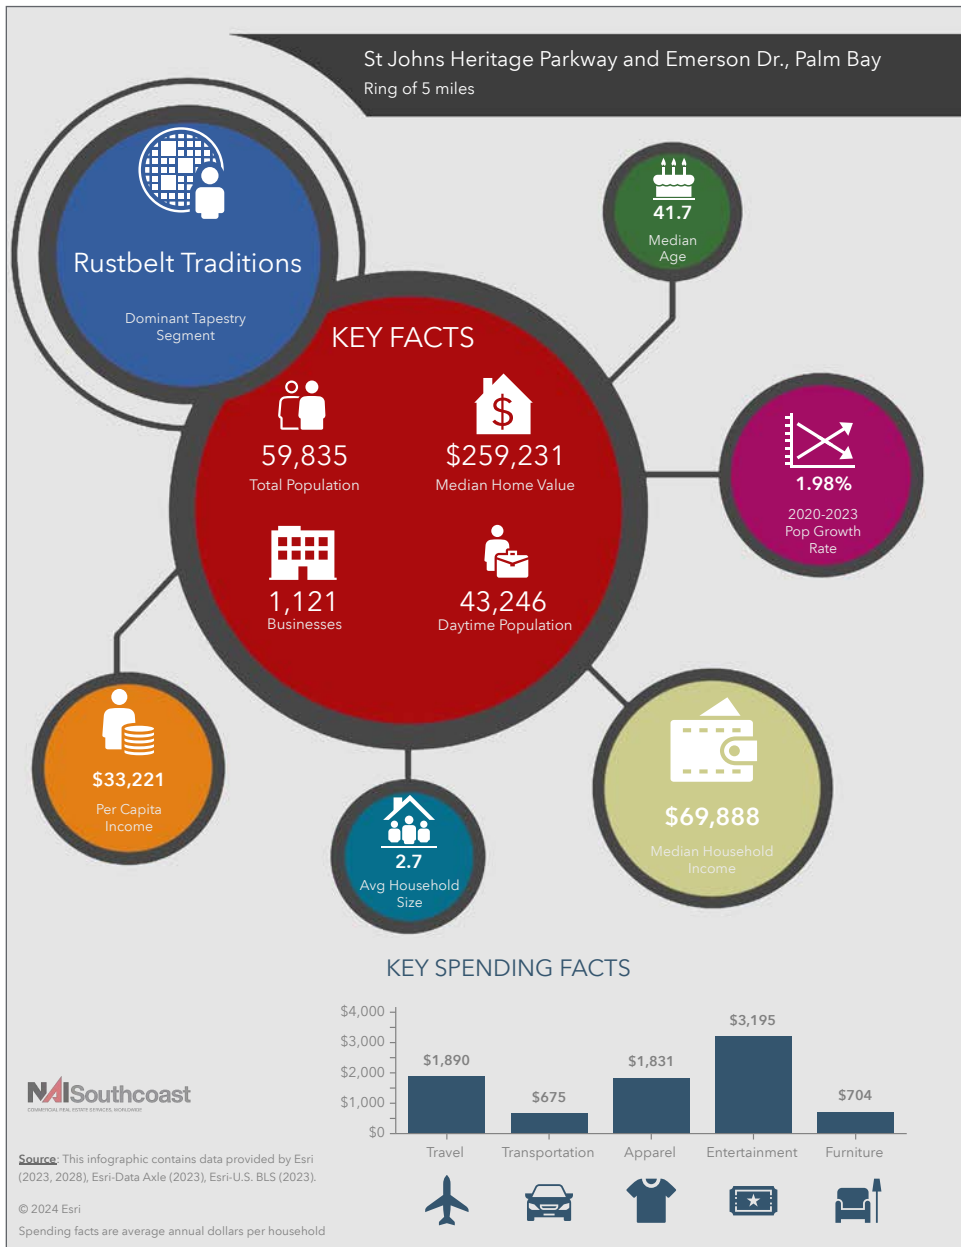 St Johns Heritage Parkway and Emerson Dr., Palm Bay
Ring of 5 miles
Rustbelt Traditions
Dominant Tapestry
Segment
41.7
Median
Age
KEY FACTS
59,835
Total Population
$
$259,231
Median Home Value
1,121
Businesses
43,246
Daytime Population
1.98%
2020-2023
Pop Growth
Rate
$33,221
Per Capita
Income
2.7
Avg Household
Size
$69,888
Median Household
Income
KEY SPENDING FACTS
$4,000
$3,000
$2,000
$1,000
$0
$1,890
$675
$1,831
$3,195
$704
Travel
Transportation
Apparel
Entertainment
Furniture
NAISouthcoast
COMMERCIAL REAL ESTATE SERVICES, WORLDWIDE
Source: This infographic contains data provided by Esri
(2023, 2028), Esri-Data Axle (2023), Esri-U.S. BLS (2023).
© 2024 Esri
Spending facts are average annual dollars per household